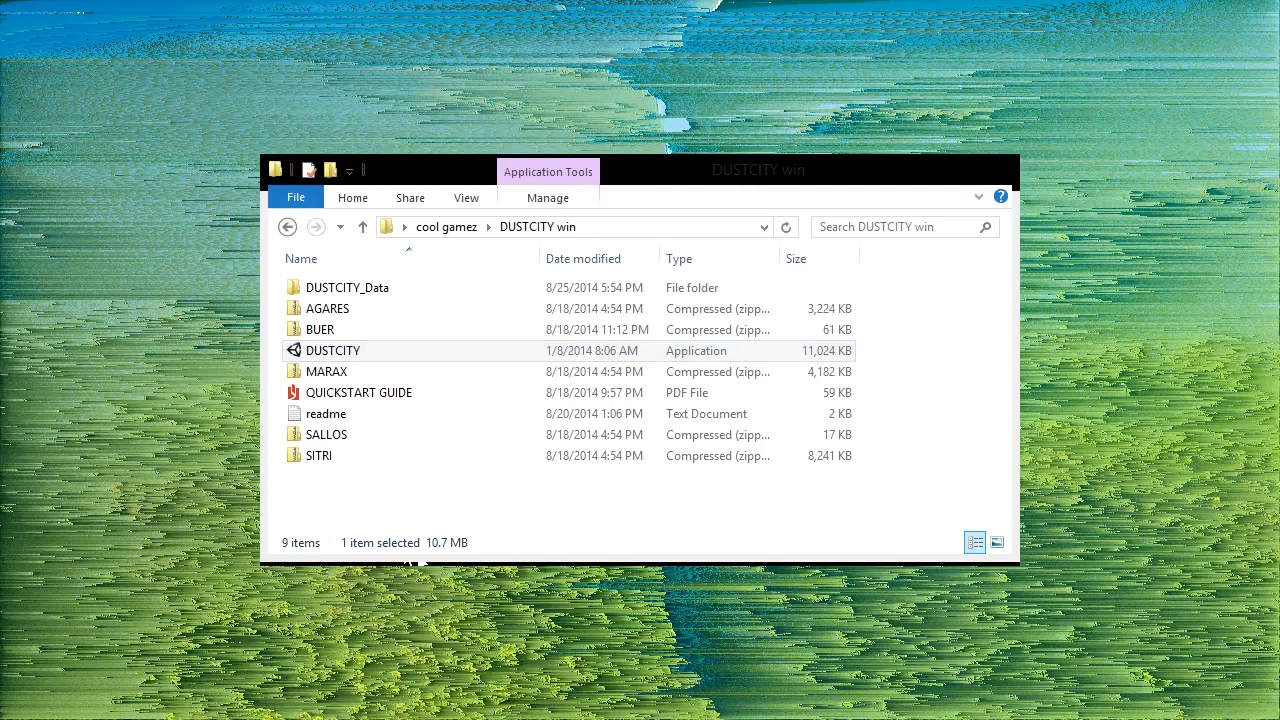 Application Tools DUSTCITY win
File Home Share View Manage
cool gamez DUSTCITY win Search DUSTCITY win
Name Date modified Type Size
DUSTCITY_Data 8/25/2014 5:54 PM File folder
AGARES 8/18/2014 4:54 PM Compressed (zipp... 3,224 KB
BUER 8/18/2014 11:12 PM Compressed (zipp... 61 KB
DUSTCITY 1/8/2014 8:06 AM Application 11,024 KB
MARAX 8/18/2014 4:54 PM Compressed (zipp... 4,182 KB
QUICKSTART GUIDE 8/18/2014 9:57 PM PDF File 59 KB
readme 8/20/2014 1:06 PM Text Document 2 KB
SALLOS 8/18/2014 4:54 PM Compressed (zipp... 17 KB
SITRI 8/18/2014 4:54 PM Compressed (zipp... 8,241 KB
9 items 1 item selected 10.7 MB